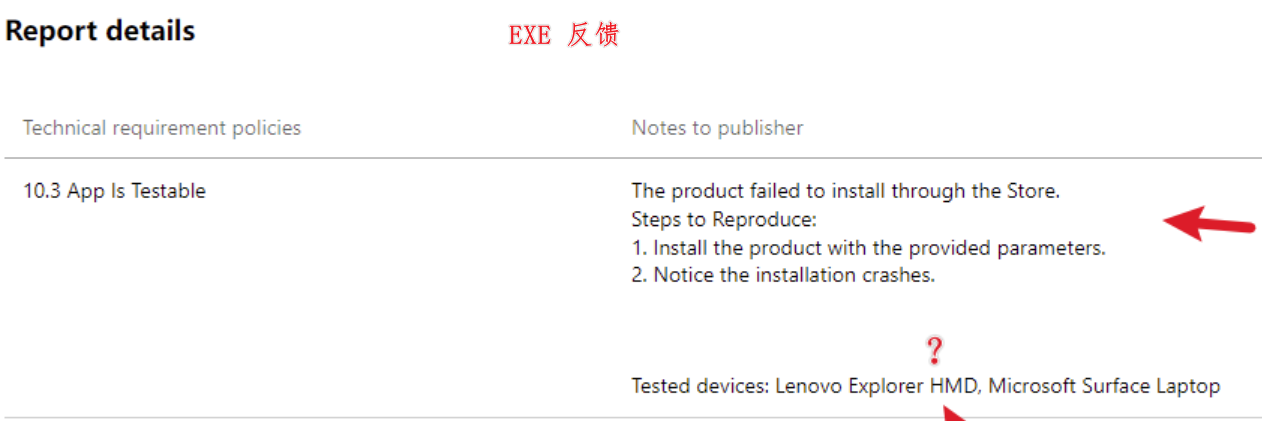 Report details
EXE 反馈
Technical requirement policies
Notes to publisher
10.3 App Is Testable
The product failed to install through the Store.
Steps to Reproduce:
1. Install the product with the provided parameters.
2. Notice the installation crashes.
?
Tested devices: Lenovo Explorer HMD, Microsoft Surface Laptop